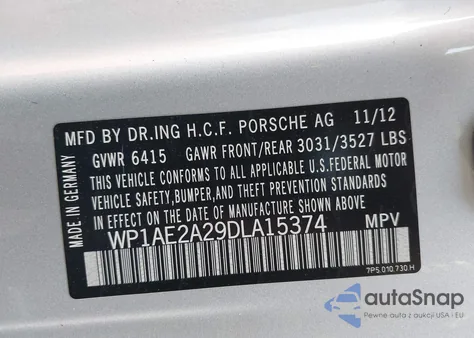 MFD BY DR.ING H.C.F. PORSCHE AG 11/12
GVWR 6415 GAWR FRONT/REAR 3031/3527 LBS
THIS VEHICLE CONFORMS TO ALL APPLICABLE U.S.FEDERAL MOTOR
VEHICLE SAFETY,BUMPER,AND THEFT PREVENTION STANDARDS
IN EFFECT ON THE DATE OF MANUFACTURE SHOWN ABOVE
WP1AE2A29DLA15374 MPV
MADE IN GERMANY
7P5.010.730.H
autoSnap
Pewne auta z aukcji USA i EU